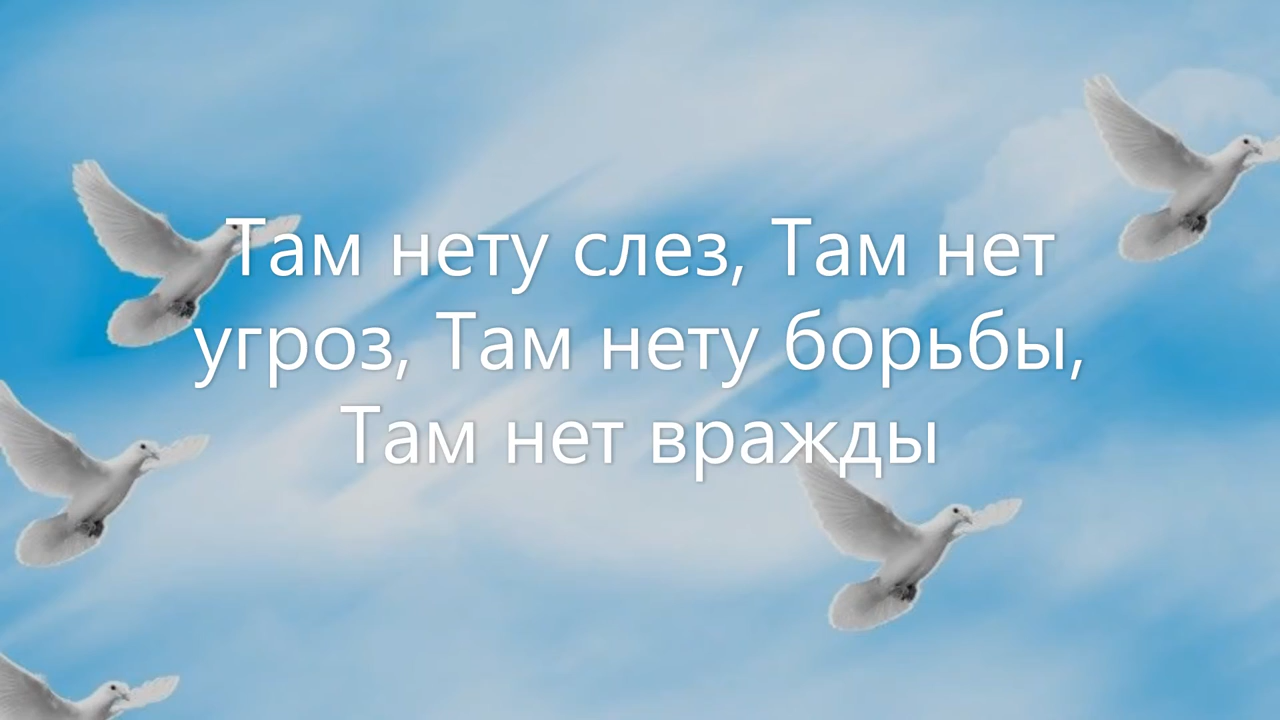 Там нету слез, Там нет
угроз, Там нету борьбы,
Там нет вражды